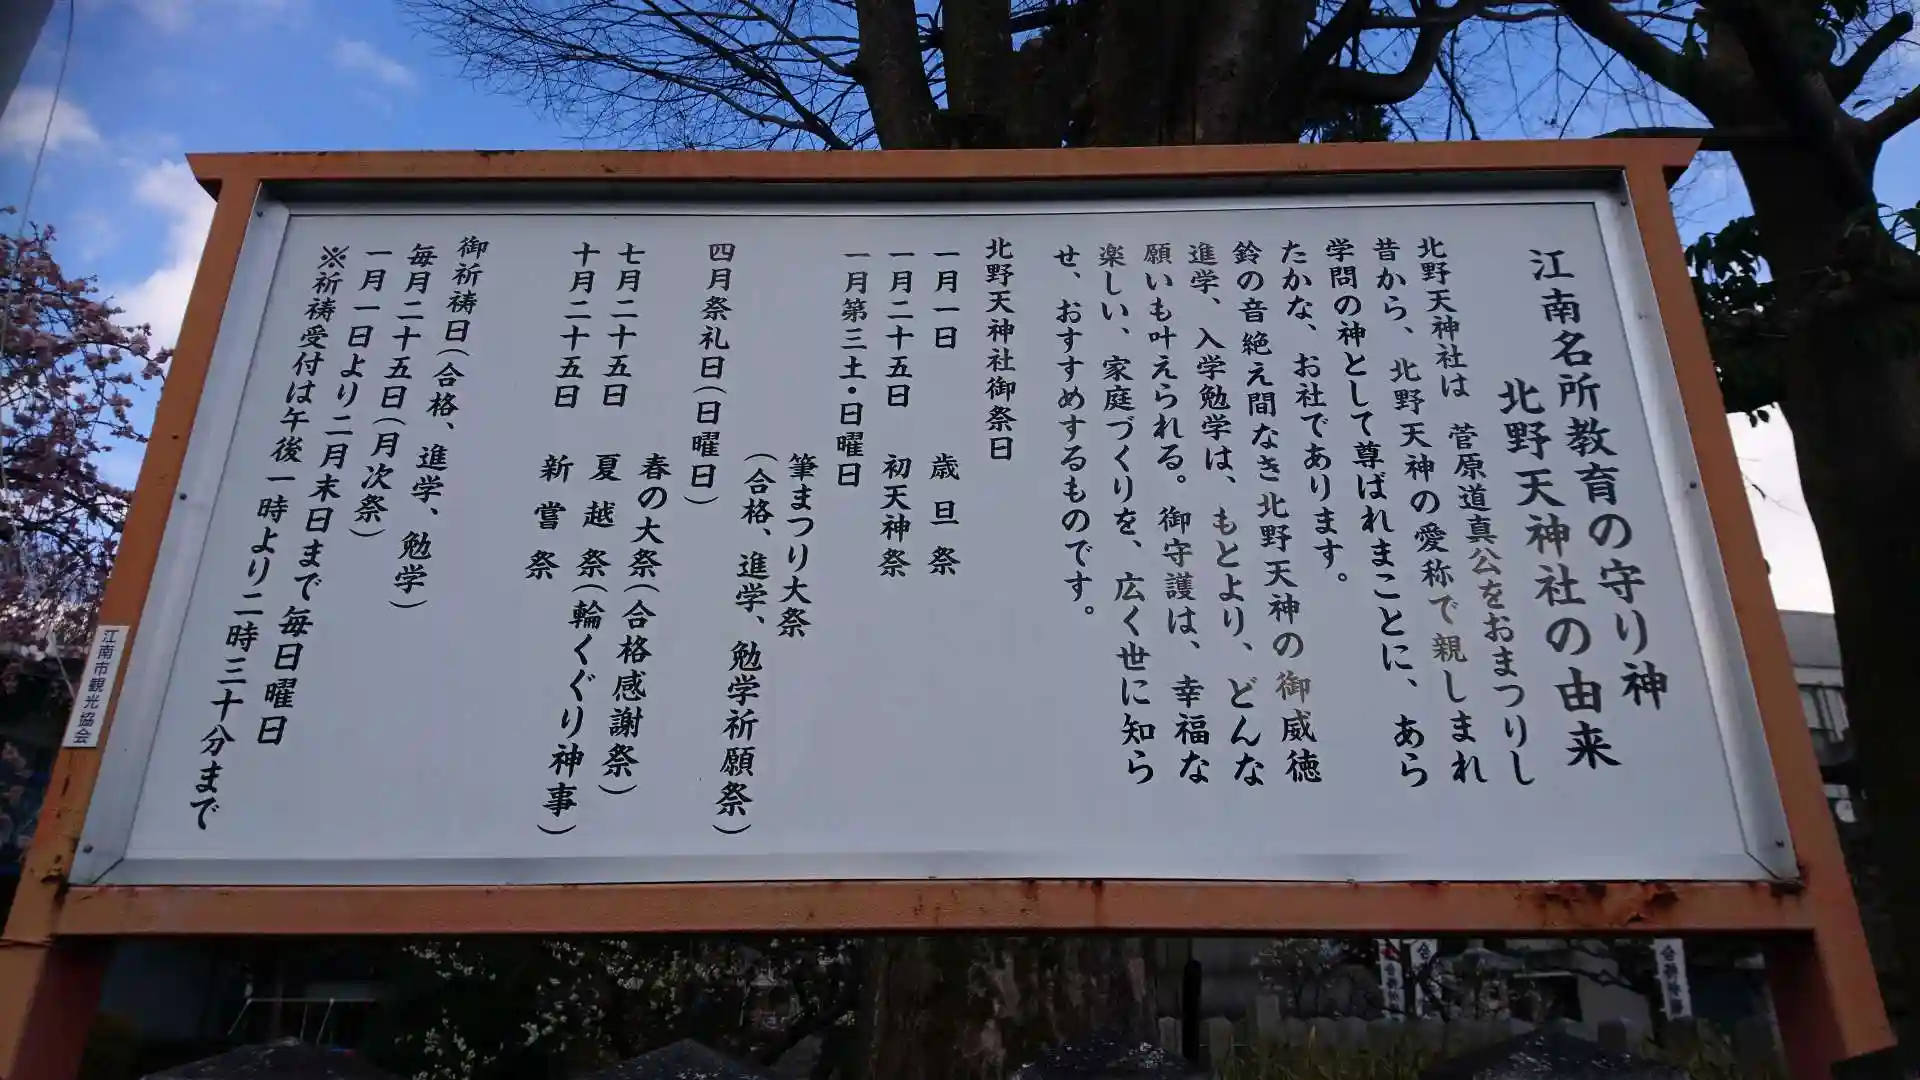 江南名所教育の守り神
北野天神社の由来
北野天神社は 菅原道真公をおまつりし
昔から、北野天神の愛称で親しまれ
学問の神として尊ばれまことに、あら
たかな、お社であります。
鈴の音絶え間なき北野天神の御威徳
進学、入学勉学は、もとより、どんな
願いも叶えられる。御守護は、幸福な
楽しい、家庭づくりを、広く世に知ら
せ、おすすめするものです。
北野天神社御祭日
一月一日 歳旦祭
一月二十五日 初天神祭
一月第三土・日曜日
筆まつり大祭
(合格、進学、勉学祈願祭)
四月祭礼日(日曜日)
春の大祭(合格感謝祭)
七月二十五日 夏越祭(輪くぐり神事)
十月二十五日 新嘗祭
御祈祷日(合格、進学、勉学)
毎月二十五日(月次祭)
一月一日より二月末日まで毎日曜日
※祈祷受付は午後一時より二時三十分まで
江南市観光協会